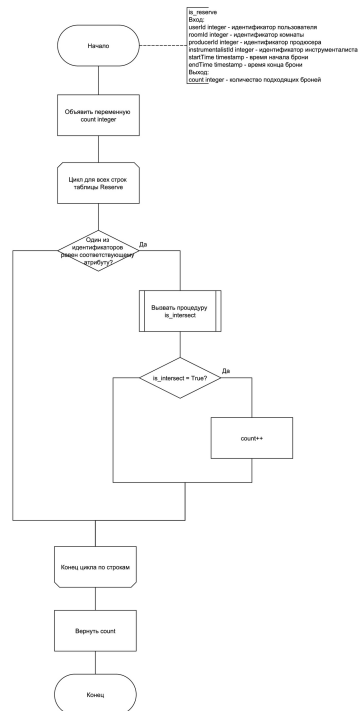 is_reserve
Вход:
userId integer - идентификатор пользователя
roomId integer - идентификатор комнаты
producerId integer - идентификатор продюсера
instrumentalistId integer - идентификатор инструменталиста
startTime timestamp - время начала брони
endTime timestamp - время конца брони
Выход:
count integer - количество подходящих броней
Начало
Объявить переменную
count integer
Цикл для всех строк
таблицы Reserve
Один из
идентификаторов
равен соответствующему
атрибуту?
Да
Вызвать процедуру
is_intersect
is_intersect = True?
Да
count++
Конец цикла по строкам
Вернуть count
Конец